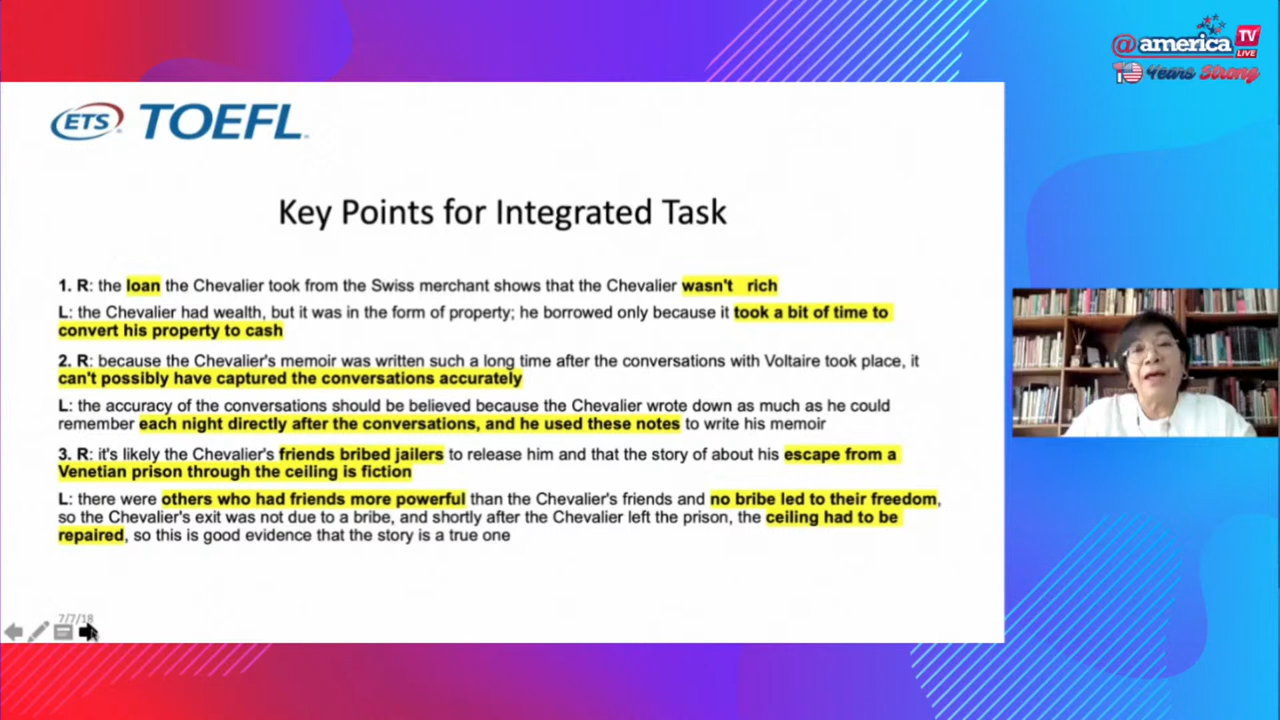 @america TV
LIVE
10 Years Strong
ETS TOEFL
Key Points for Integrated Task
1. R: the loan the Chevalier took from the Swiss merchant shows that the Chevalier wasn't rich
L: the Chevalier had wealth, but it was in the form of property; he borrowed only because it took a bit of time to
convert his property to cash
2. R: because the Chevalier's memoir was written such a long time after the conversations with Voltaire took place, it
can't possibly have captured the conversations accurately
L: the accuracy of the conversations should be believed because the Chevalier wrote down as much as he could
remember each night directly after the conversations, and he used these notes to write his memoir
3. R: it's likely the Chevalier's friends bribed jailers to release him and that the story of about his escape from a
Venetian prison through the ceiling is fiction
L: there were others who had friends more powerful than the Chevalier's friends and no bribe led to their freedom,
so the Chevalier's exit was not due to a bribe, and shortly after the Chevalier left the prison, the ceiling had to be
repaired, so this is good evidence that the story is a true one
7/7/18